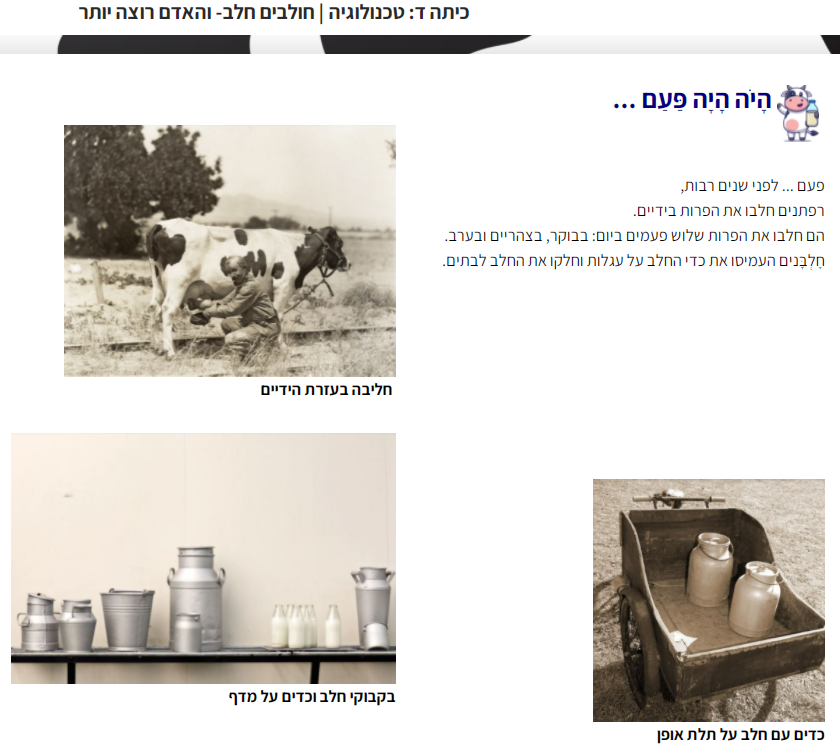 כיתה ד: טכנולוגיה | חולבים חלב- והאדם רוצה יותר
הָיֹה הָיָה פַּעַם ...
פעם ... לפני שנים רבות,
רפתנים חלבו את הפרות בידיים.
הם חלבו את הפרות שלוש פעמים ביום: בבוקר, בצהריים ובערב.
חַלְבָּנים העמיסו את כדי החלב על עגלות וחלקו את החלב לבתים.
חליבה בעזרת הידיים
בקבוקי חלב וכדים על מדף
כדים עם חלב על תלת אופן